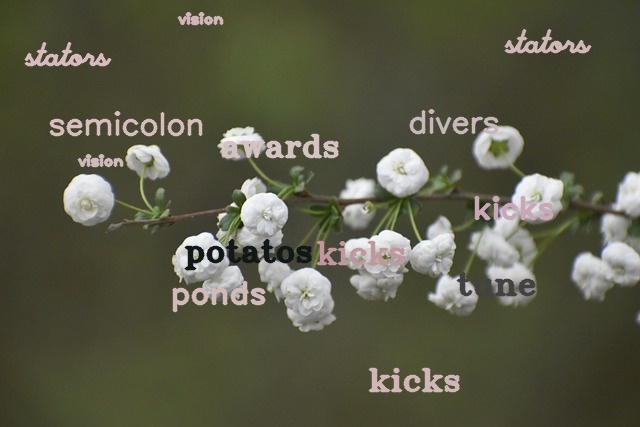 vision
stators
stators
semicolon
divers
awards
vision
kicks
potatos
kicks
ponds
tune
kicks